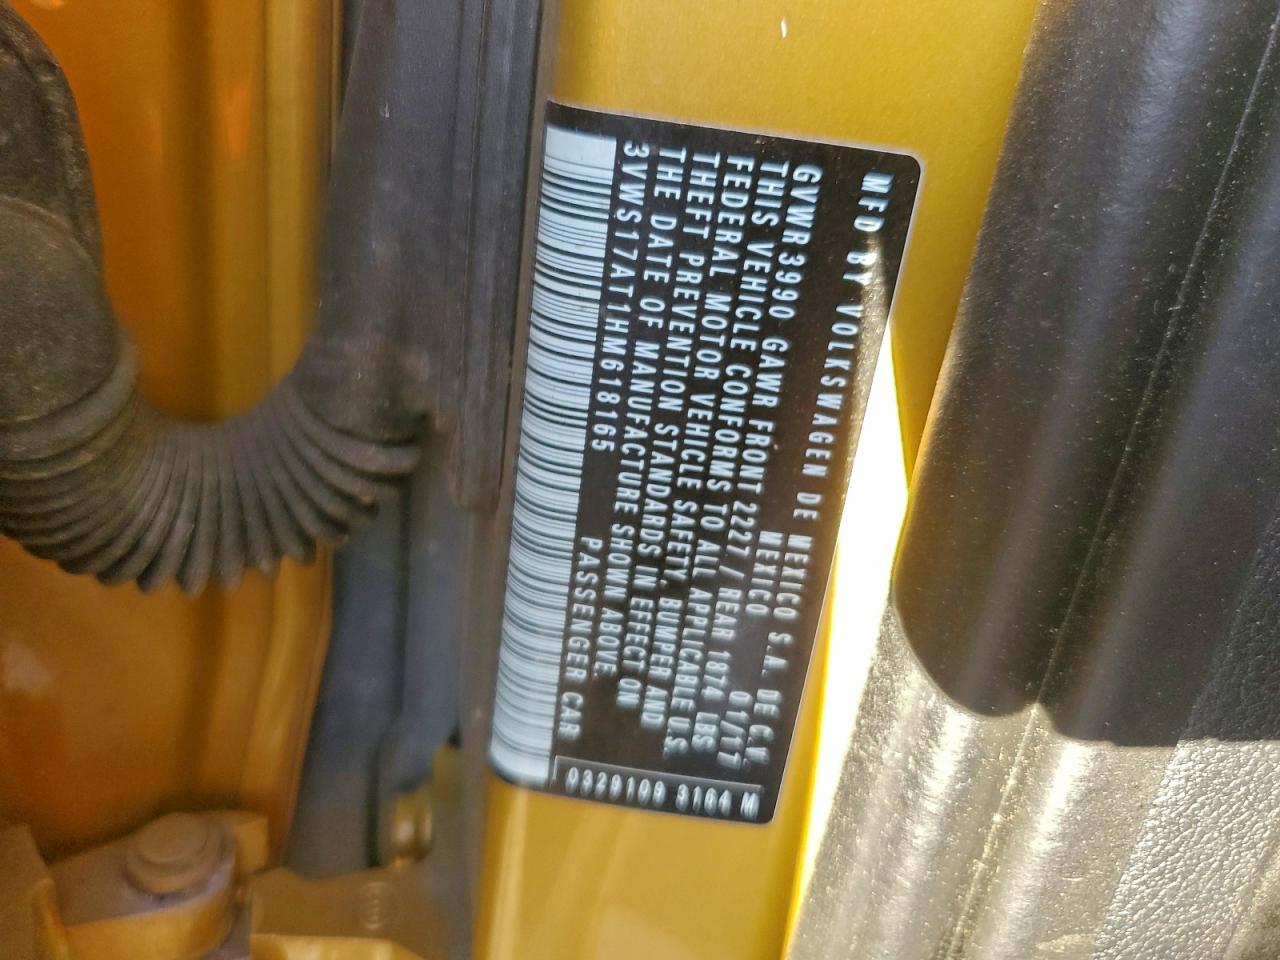 MFD BY VOLKSWAGEN DE MEXICO S.A. DE C.V.
MEXICO 01/17
GVWR 3990 GAWR FRONT 2227 / REAR 1874 LBS
THIS VEHICLE CONFORMS TO ALL APPLICABLE U.S.
FEDERAL MOTOR VEHICLE SAFETY, BUMPER AND
THEFT PREVENTION STANDARDS IN EFFECT ON
THE DATE OF MANUFACTURE SHOWN ABOVE.
3VWS17AT1HM618165 PASSENGER CAR
0329109 3164 M